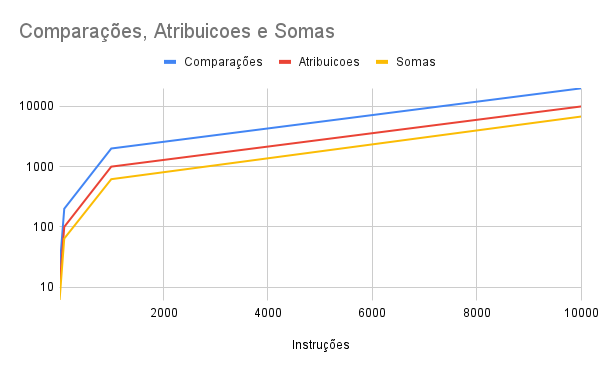 Comparações, Atribuicoes e Somas
Comparações Atribuicoes Somas
10000
1000
100
10
2000 4000 6000 8000 10000
Instruções